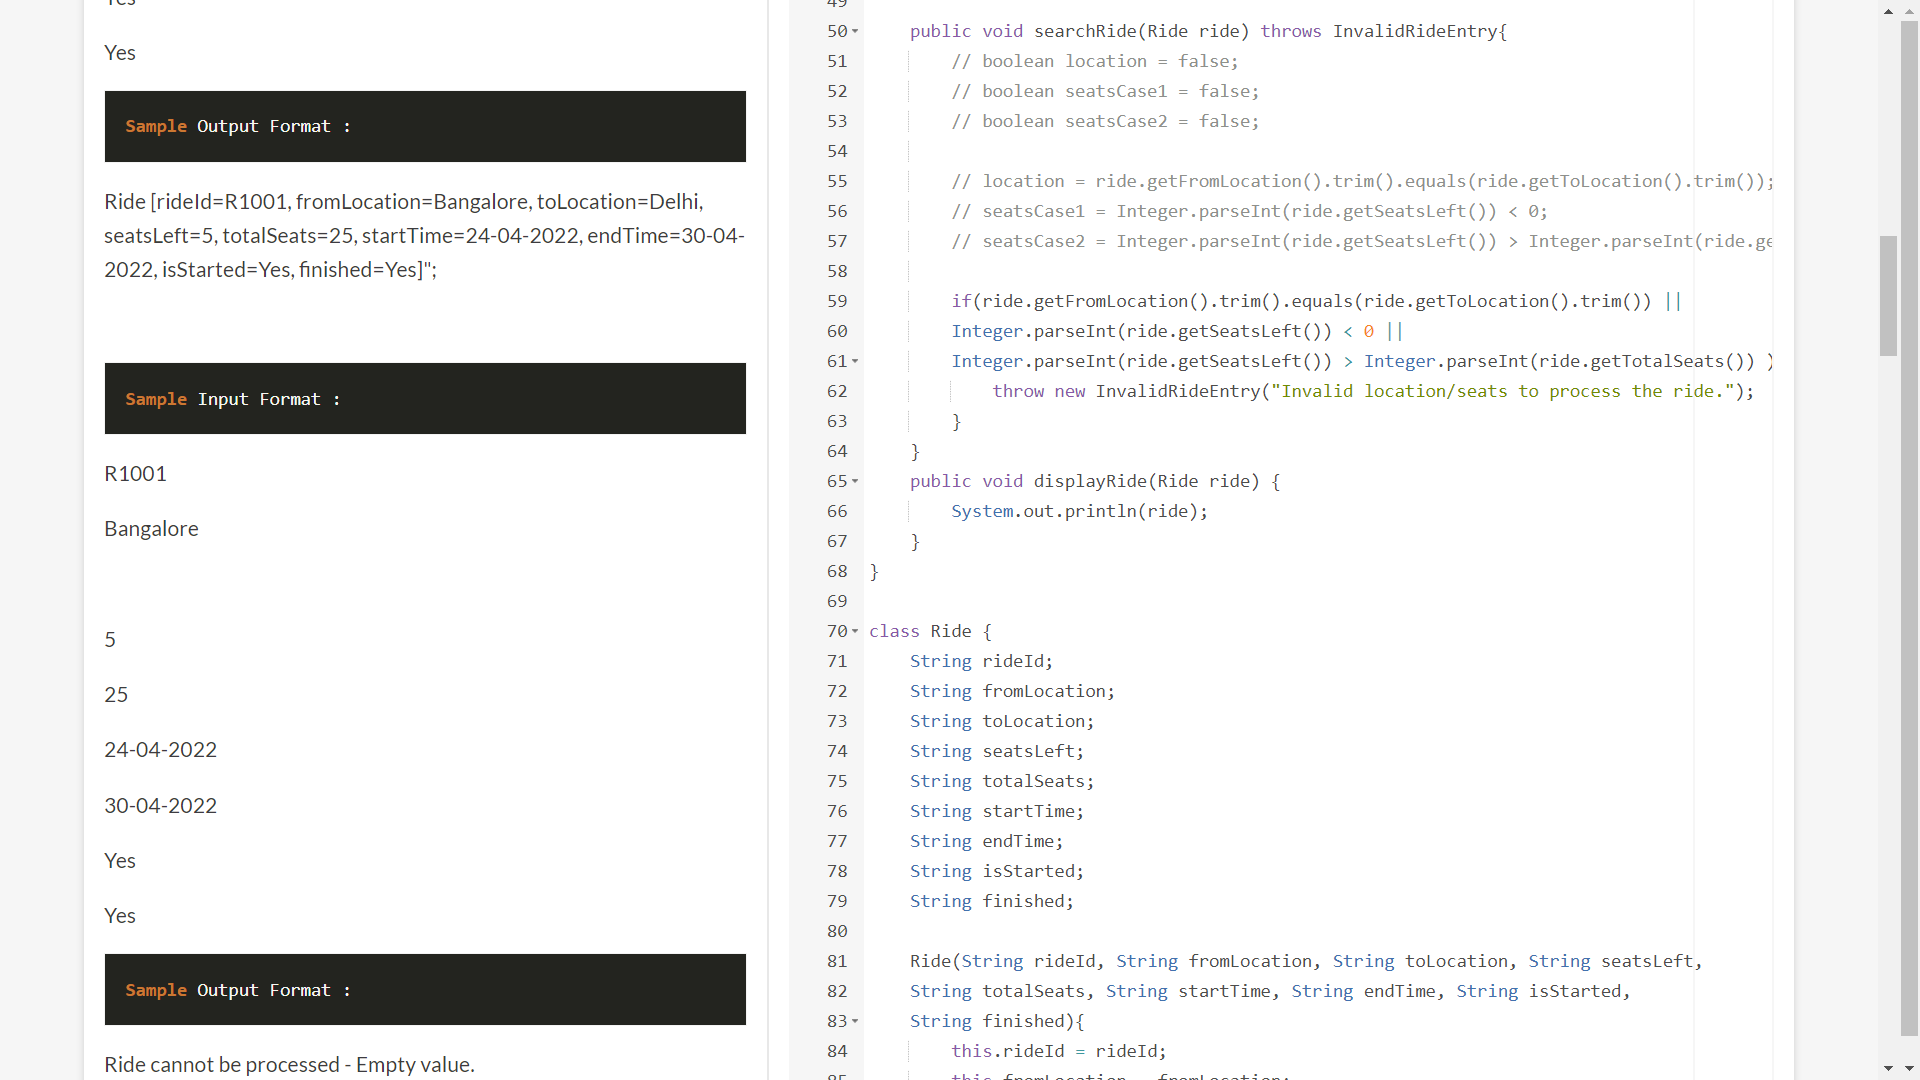 Yes
Sample Output Format :
Ride [rideId=R1001, fromLocation=Bangalore, toLocation=Delhi,
seatsLeft=5, totalSeats=25, startTime=24-04-2022, endTime=30-04-
2022, isStarted=Yes, finished=Yes]";
Sample Input Format :
R1001
Bangalore
5
25
24-04-2022
30-04-2022
Yes
Yes
Sample Output Format :
Ride cannot be processed - Empty value.
49
50 public void searchRide(Ride ride) throws InvalidRideEntry{
51 // boolean location = false;
52 // boolean seatsCase1 = false;
53 // boolean seatsCase2 = false;
54
55 // location = ride.getFromLocation().trim().equals(ride.getToLocation().trim());
56 // seatsCase1 = Integer.parseInt(ride.getSeatsLeft()) < 0;
57 // seatsCase2 = Integer.parseInt(ride.getSeatsLeft()) > Integer.parseInt(ride.ge
58
59 if(ride.getFromLocation().trim().equals(ride.getToLocation().trim()) ||
60 Integer.parseInt(ride.getSeatsLeft()) < 0 ||
61 Integer.parseInt(ride.getSeatsLeft()) > Integer.parseInt(ride.getTotalSeats()) )
62 throw new InvalidRideEntry("Invalid location/seats to process the ride.");
63 }
64 }
65 public void displayRide(Ride ride) {
66 System.out.println(ride);
67 }
68 }
69
70 class Ride {
71 String rideId;
72 String fromLocation;
73 String toLocation;
74 String seatsLeft;
75 String totalSeats;
76 String startTime;
77 String endTime;
78 String isStarted;
79 String finished;
80
81 Ride(String rideId, String fromLocation, String toLocation, String seatsLeft,
82 String totalSeats, String startTime, String endTime, String isStarted,
83 String finished){
84 this.rideId = rideId;